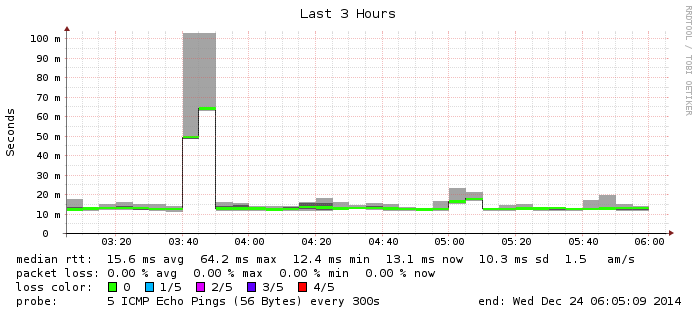 Last 3 Hours
RRDTOOL / TOBI OETIKER
Seconds
100 m
90 m
80 m
70 m
60 m
50 m
40 m
30 m
20 m
10 m
0
03:20 03:40 04:00 04:20 04:40 05:00 05:20 05:40 06:00
median rtt: 15.6 ms avg 64.2 ms max 12.4 ms min 13.1 ms now 10.3 ms sd 1.5 am/s
packet loss: 0.00 % avg 0.00 % max 0.00 % min 0.00 % now
loss color: 0 1/5 2/5 3/5 4/5
probe: 5 ICMP Echo Pings (56 Bytes) every 300s end: Wed Dec 24 06:05:09 2014